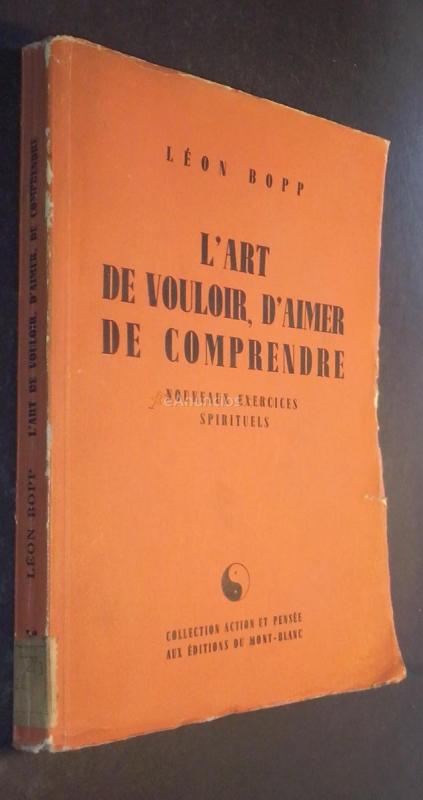 LÉON BOPP
L'ART
DE VOULOIR, D'AIMER
DE COMPRENDRE
NOUVEAUX EXERCICES
SPIRITUELS
COLLECTION ACTION ET PENSÉE
AUX ÉDITIONS DU MONT-BLANC
LÉON BOPP L'ART DE VOULOIR, D'AIMER, DE COMPRENDRE
eAnuncios